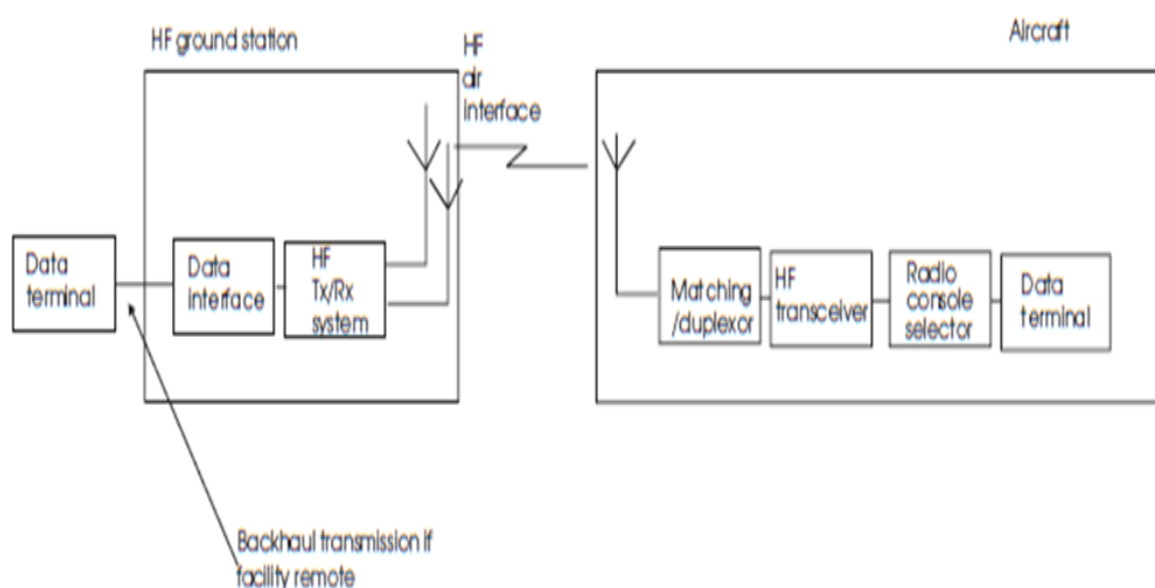 HF ground station
HF
air
interface
Aircraft
Data
terminal
Data
interface
HF
Tx/Rx
system
Matching
/duplexor
HF
transceiver
Radio
console
selector
Data
terminal
Backhaul transmission if
facility remote